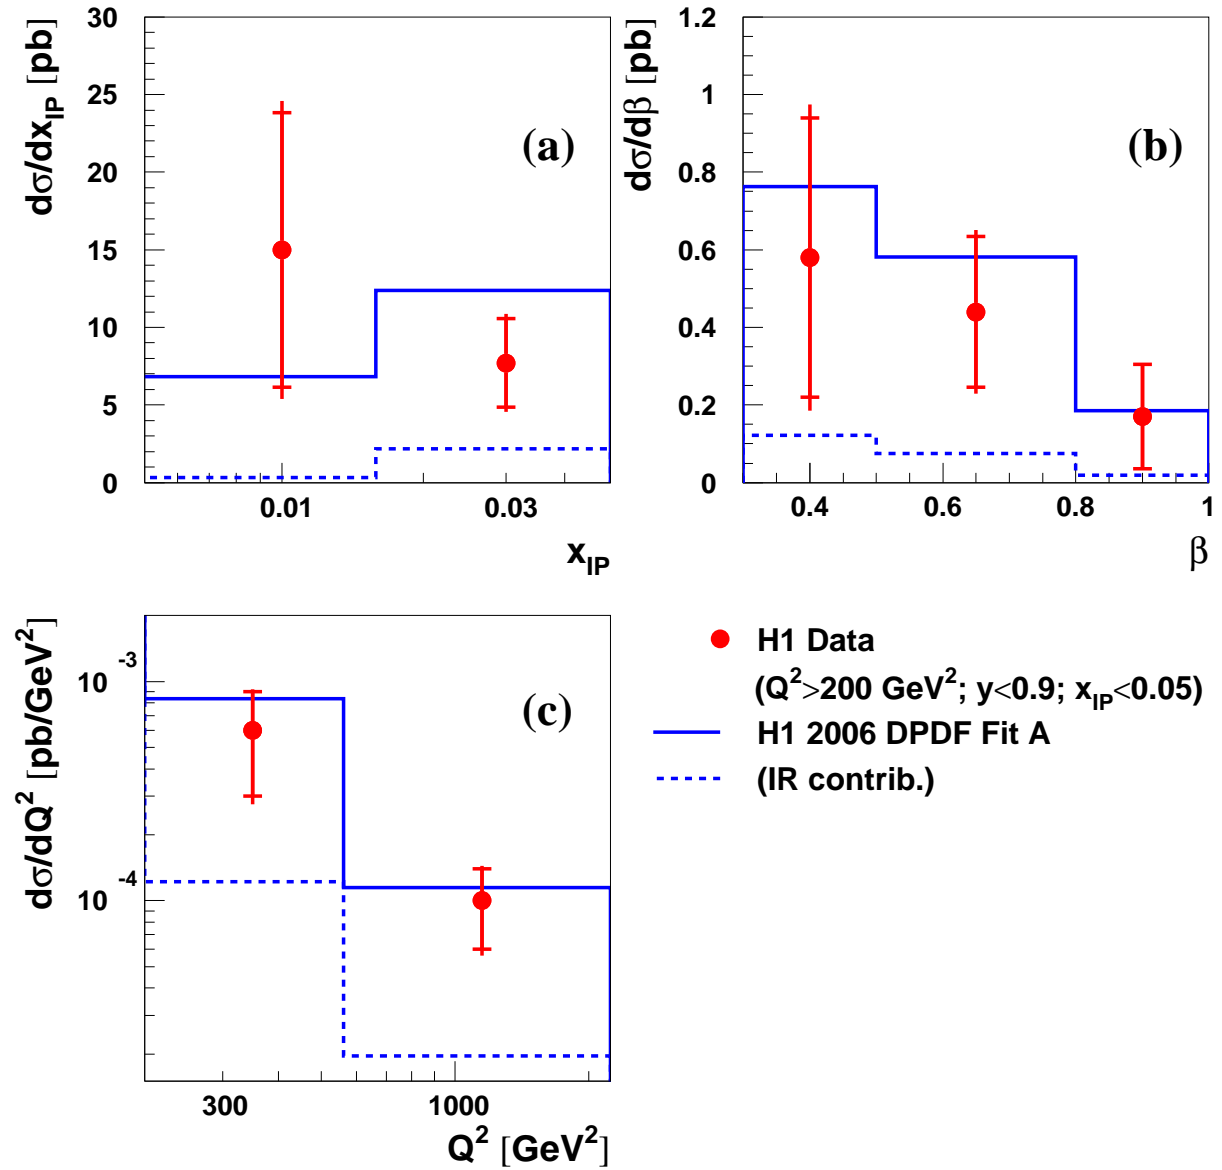 dσ/dx_IP [pb]
30
25
20
15
10
5
0
(a)
0.01
0.03
x_IP
dσ/dβ [pb]
1.2
1
0.8
0.6
0.4
0.2
0
(b)
0.4
0.6
0.8
1
β
dσ/dQ² [pb/GeV²]
10⁻³
10⁻⁴
(c)
300
1000
Q² [GeV²]
H1 Data
(Q²>200 GeV²; y<0.9; x_IP<0.05)
H1 2006 DPDF Fit A
(IR contrib.)